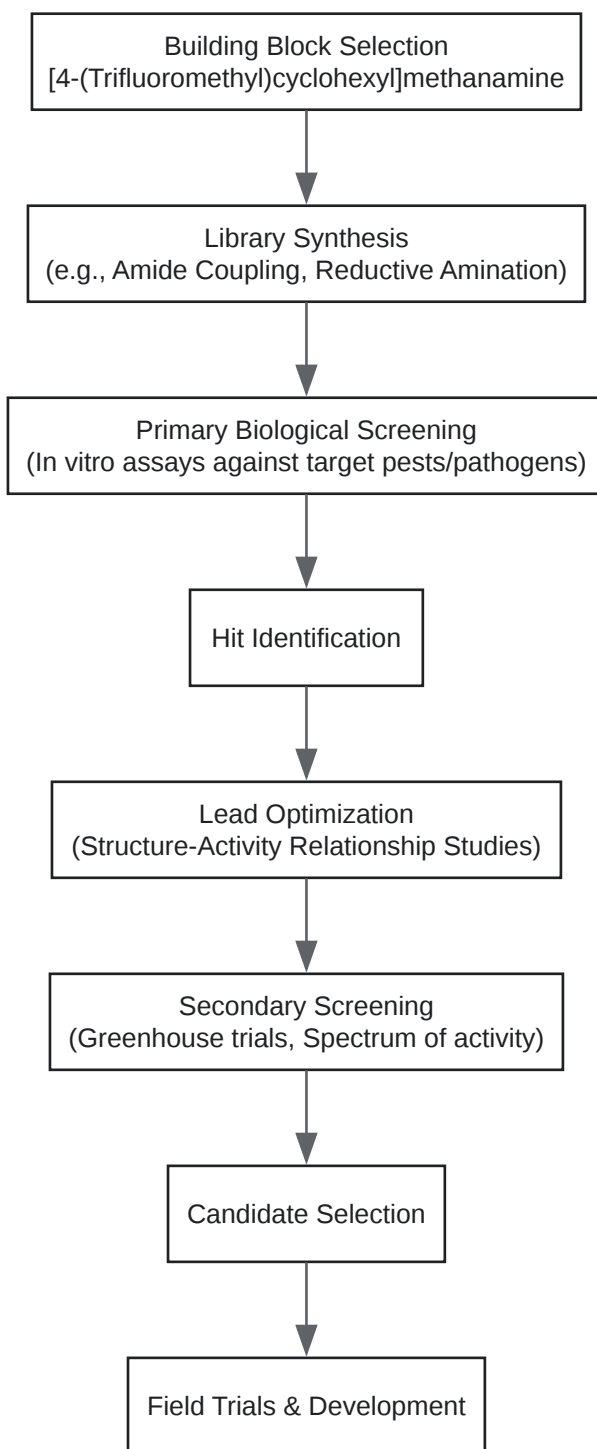 Building Block Selection
[4-(Trifluoromethyl)cyclohexyl]methanamine
Library Synthesis
(e.g., Amide Coupling, Reductive Amination)
Primary Biological Screening
(In vitro assays against target pests/pathogens)
Hit Identification
Lead Optimization
(Structure-Activity Relationship Studies)
Secondary Screening
(Greenhouse trials, Spectrum of activity)
Candidate Selection
Field Trials & Development